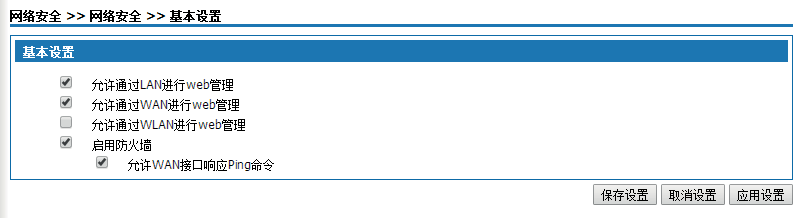 网络安全 >> 网络安全 >> 基本设置
基本设置
允许通过LAN进行web管理
允许通过WAN进行web管理
允许通过WLAN进行web管理
启用防火墙
允许WAN接口响应Ping命令
保存设置 取消设置 应用设置